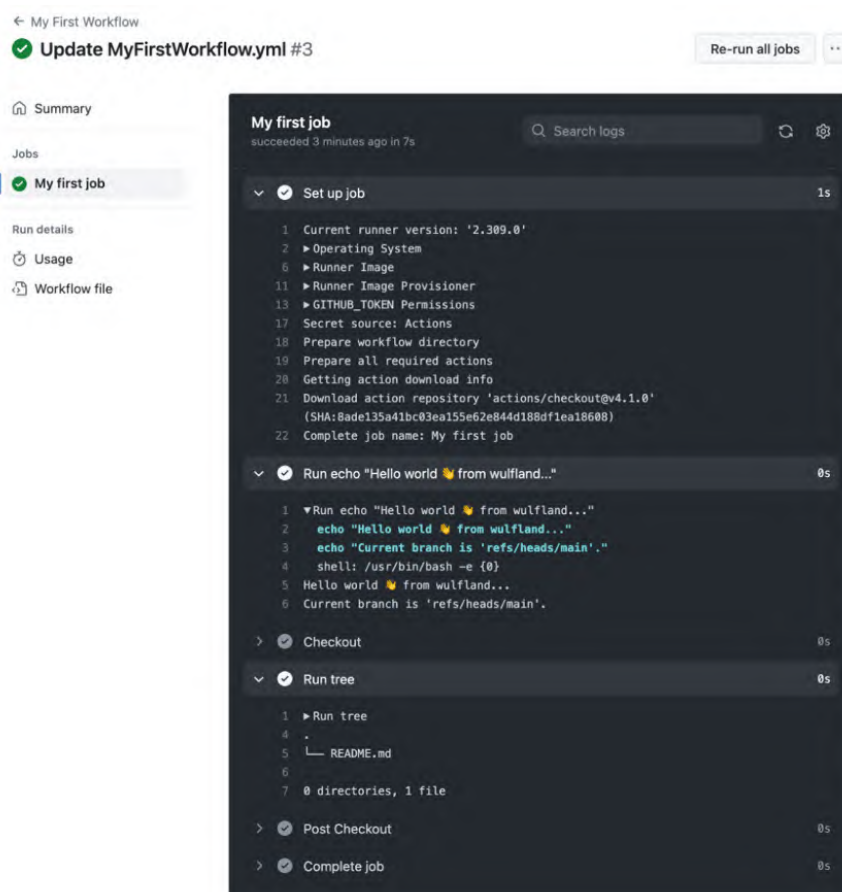 ← My First Workflow
Update MyFirstWorkflow.yml #3
Re-run all jobs
Summary
Jobs
My first job
Run details
Usage
Workflow file
My first job
succeeded 3 minutes ago in 7s
Search logs
Set up job 1s
1 Current runner version: '2.309.0'
2 ▸Operating System
6 ▸Runner Image
11 ▸Runner Image Provisioner
13 ▸GITHUB_TOKEN Permissions
17 Secret source: Actions
18 Prepare workflow directory
19 Prepare all required actions
20 Getting action download info
21 Download action repository 'actions/checkout@v4.1.0'
(SHA:8ade135a41bc03ea155e62e844d188df1ea18608)
22 Complete job name: My first job
Run echo "Hello world 👋 from wulfland..." 0s
1 ▾Run echo "Hello world 👋 from wulfland..."
2 echo "Hello world 👋 from wulfland..."
3 echo "Current branch is 'refs/heads/main'."
4 shell: /usr/bin/bash -e {0}
5 Hello world 👋 from wulfland...
6 Current branch is 'refs/heads/main'.
Checkout 0s
Run tree 0s
1 ▸Run tree
4 .
5 └── README.md
6
7 0 directories, 1 file
Post Checkout 0s
Complete job 0s